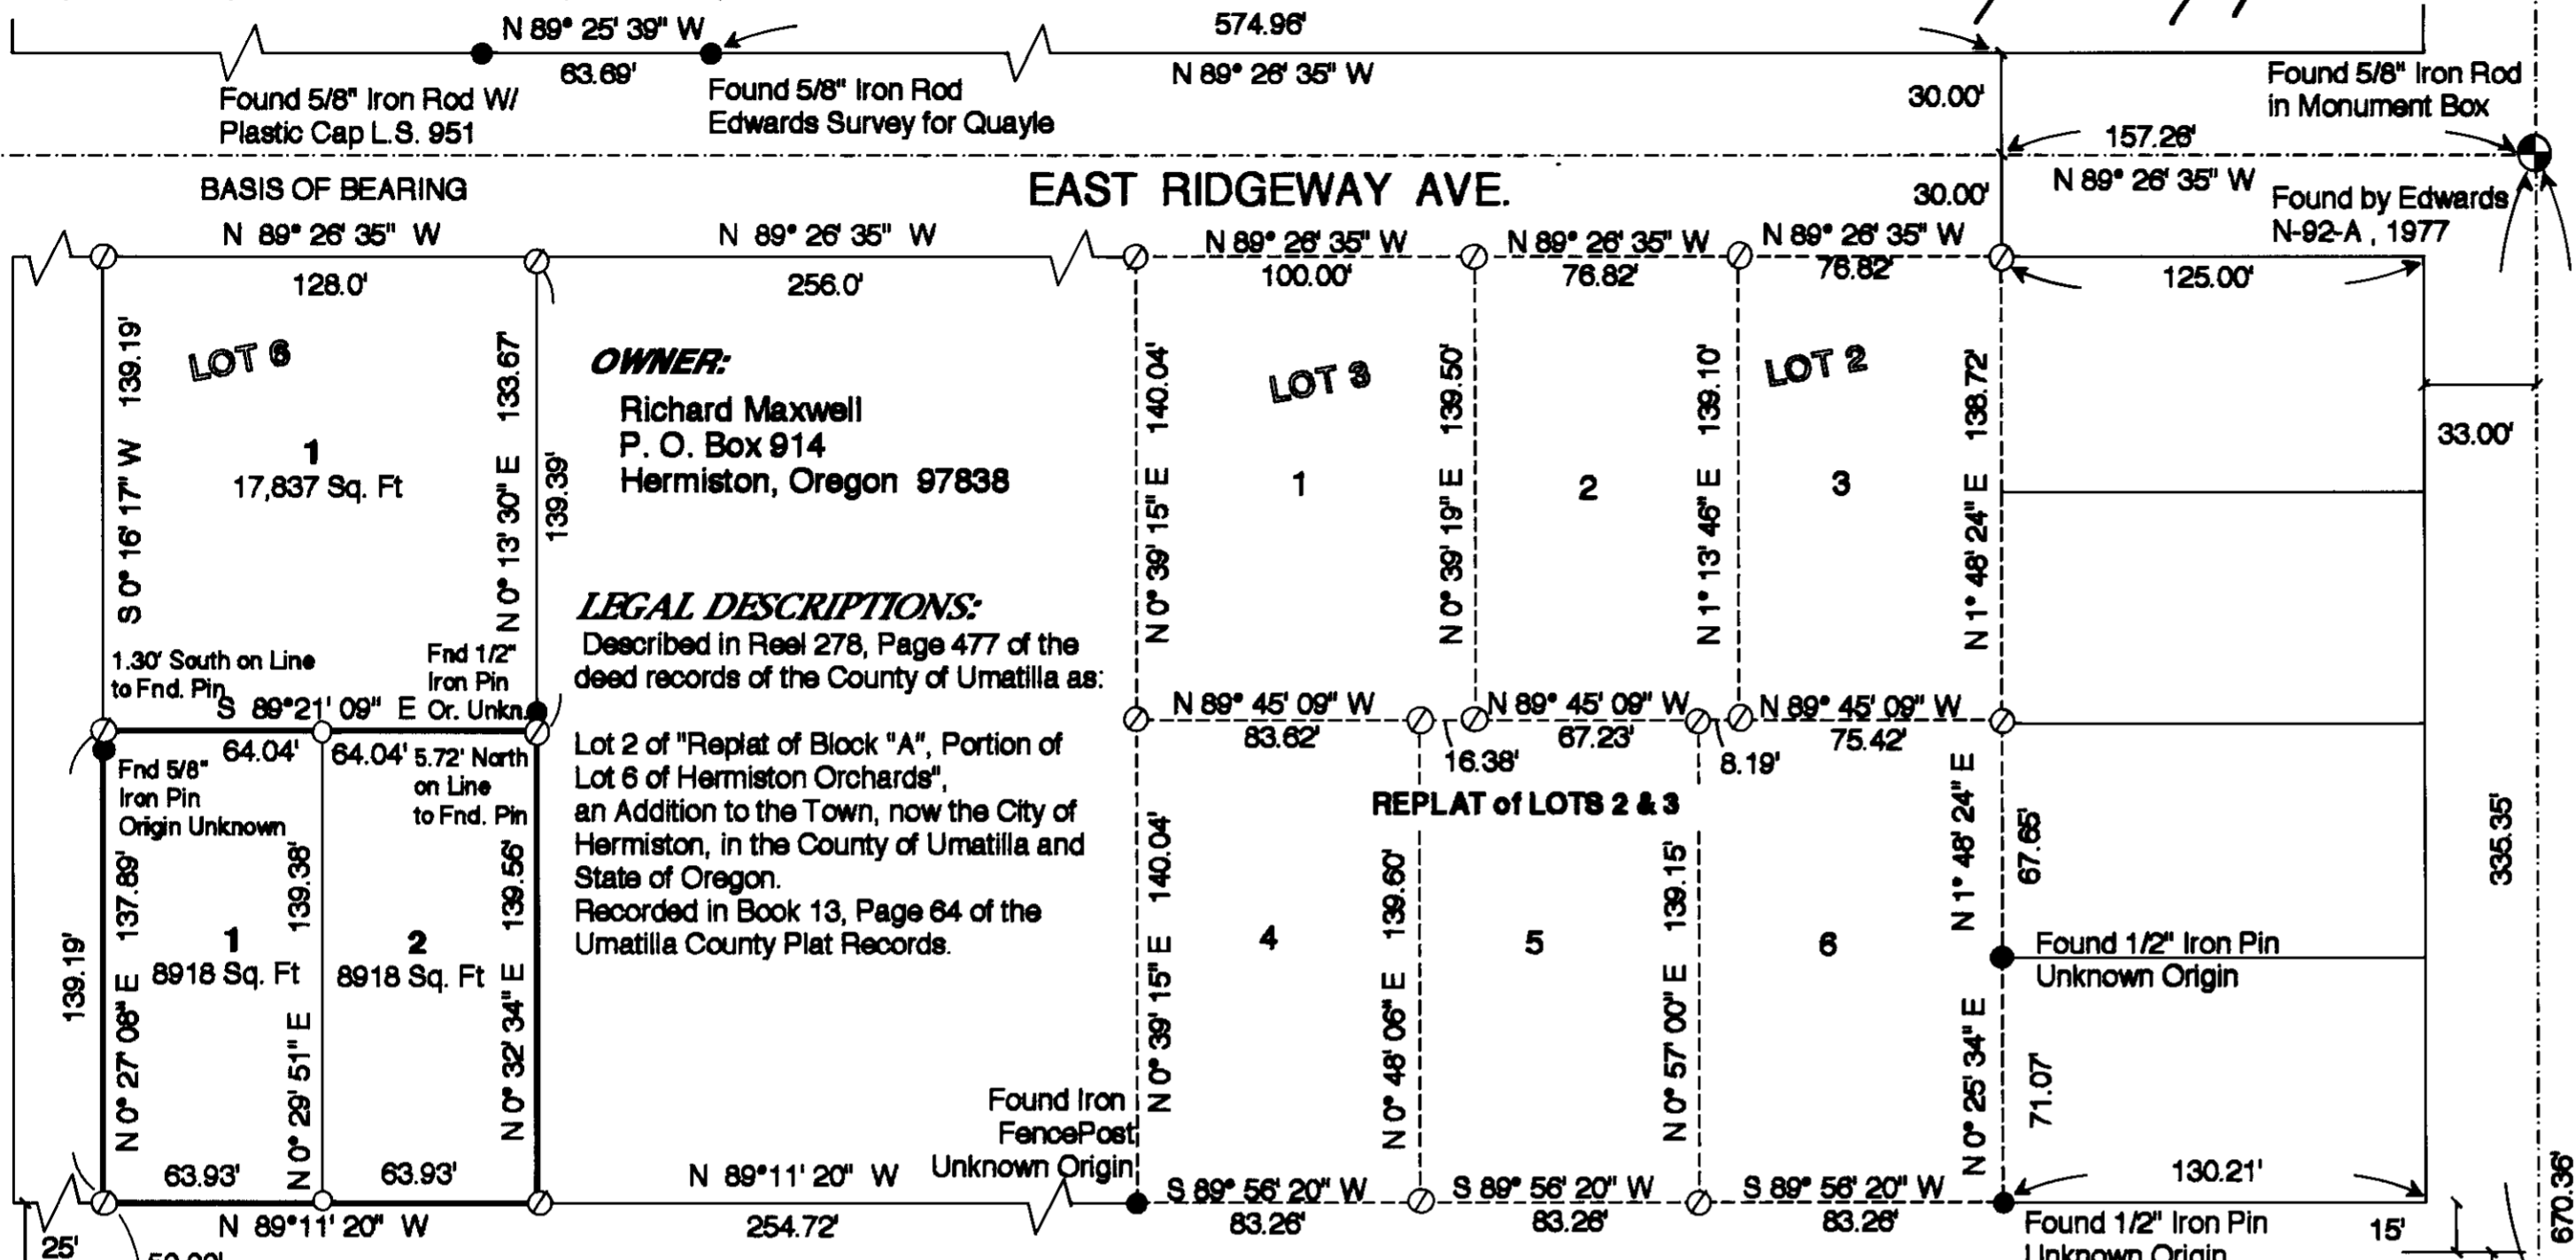 N 89° 25' 39" W
63.69'
574.96'
N 89° 26' 35" W
Found 5/8" Iron Rod W/
Plastic Cap L.S. 951
Found 5/8" Iron Rod
Edwards Survey for Quayle
30.00'
Found 5/8" Iron Rod
in Monument Box
157.26'
N 89° 26' 35" W
BASIS OF BEARING
EAST RIDGEWAY AVE.
30.00'
Found by Edwards
N-92-A , 1977
N 89° 26' 35" W
128.0'
N 89° 26' 35" W
256.0'
N 89° 26' 35" W
100.00'
N 89° 26' 35" W
76.82'
N 89° 26' 35" W
76.82'
125.00'
LOT 6
S 0° 16' 17" W 139.19'
1
17,837 Sq. Ft
N 0° 13' 30" E 133.67'
139.39'
OWNER:
Richard Maxwell
P. O. Box 914
Hermiston, Oregon 97838
LOT 3
LOT 2
N 0° 39' 15" E 140.04'
1
N 0° 39' 19" E 139.50'
2
N 1° 13' 46" E 139.10'
3
N 1° 48' 24" E 138.72'
33.00'
1.30' South on Line
to Fnd. Pin
Fnd 1/2"
Iron Pin
Or. Unkn.
S 89°21' 09" E
64.04'
64.04'
5.72' North
on Line
to Fnd. Pin
Fnd 5/8"
Iron Pin
Origin Unknown
LEGAL DESCRIPTIONS:
Described in Reel 278, Page 477 of the
deed records of the County of Umatilla as:
Lot 2 of "Replat of Block "A", Portion of
Lot 6 of Hermiston Orchards",
an Addition to the Town, now the City of
Hermiston, in the County of Umatilla and
State of Oregon.
Recorded in Book 13, Page 64 of the
Umatilla County Plat Records.
N 89° 45' 09" W
83.62'
16.38'
N 89° 45' 09" W
67.23'
8.19'
N 89° 45' 09" W
75.42'
REPLAT of LOTS 2 & 3
139.19'
N 0° 27' 08" E 137.89'
1
8918 Sq. Ft
N 0° 29' 51" E 139.38'
2
8918 Sq. Ft
N 0° 32' 34" E 139.56'
N 0° 39' 15" E 140.04'
4
N 0° 48' 06" E 139.60'
5
N 0° 57' 00" E 139.15'
6
N 1° 48' 24" E
67.65'
335.35'
Found 1/2" Iron Pin
Unknown Origin
N 0° 25' 34" E
71.07'
Found Iron
FencePost
Unknown Origin
63.93'
63.93'
N 89°11' 20" W
N 89°11' 20" W
254.72'
S 89° 56' 20" W
83.26'
S 89° 56' 20" W
83.26'
S 89° 56' 20" W
83.26'
130.21'
Found 1/2" Iron Pin
Unknown Origin
15'
670.36'
25'